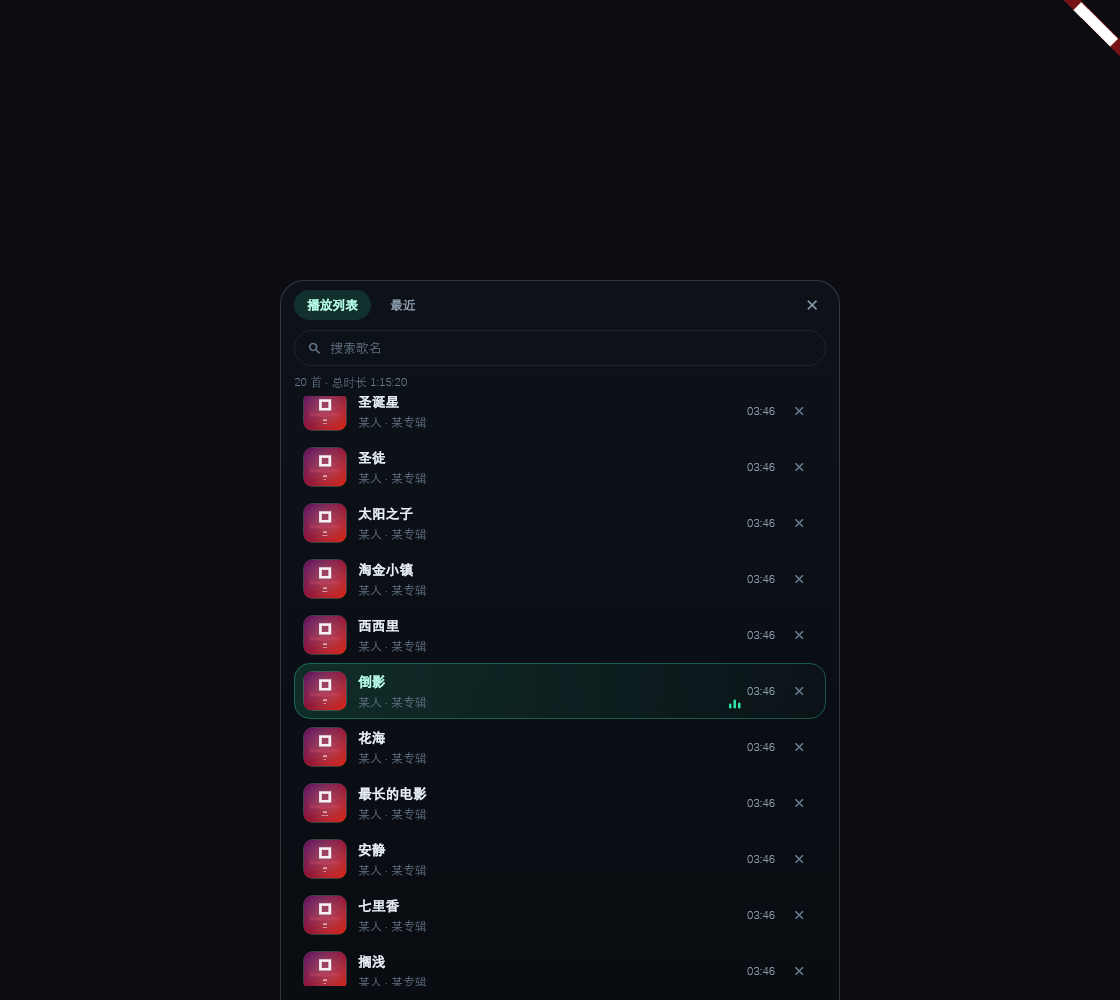 播放列表 最近
搜索歌名
20 首 · 总时长 1:15:20
圣诞星
某人 · 某专辑
03:46
圣徒
某人 · 某专辑
03:46
太阳之子
某人 · 某专辑
03:46
淘金小镇
某人 · 某专辑
03:46
西西里
某人 · 某专辑
03:46
倒影
某人 · 某专辑
03:46
花海
某人 · 某专辑
03:46
最长的电影
某人 · 某专辑
03:46
安静
某人 · 某专辑
03:46
七里香
某人 · 某专辑
03:46
搁浅
某人 · 某专辑
03:46